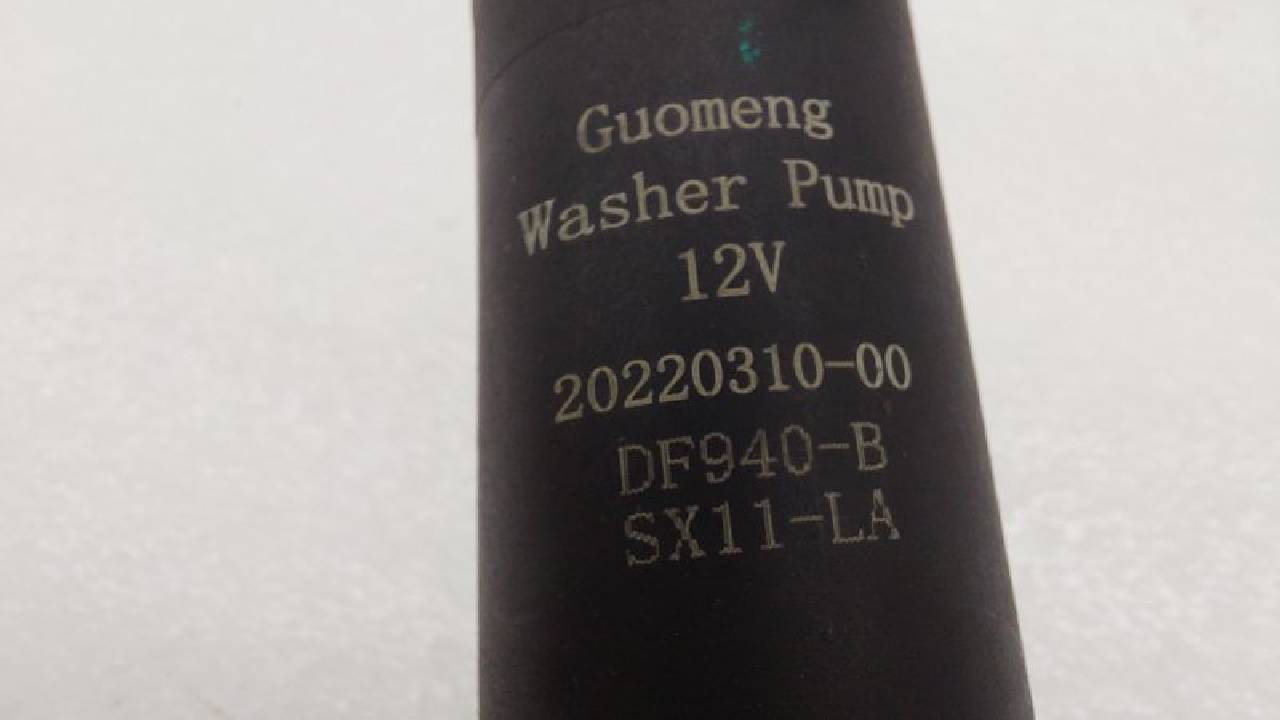 Guomeng
Washer Pump
12V
20220310-00
DF940-B
SX11-LA